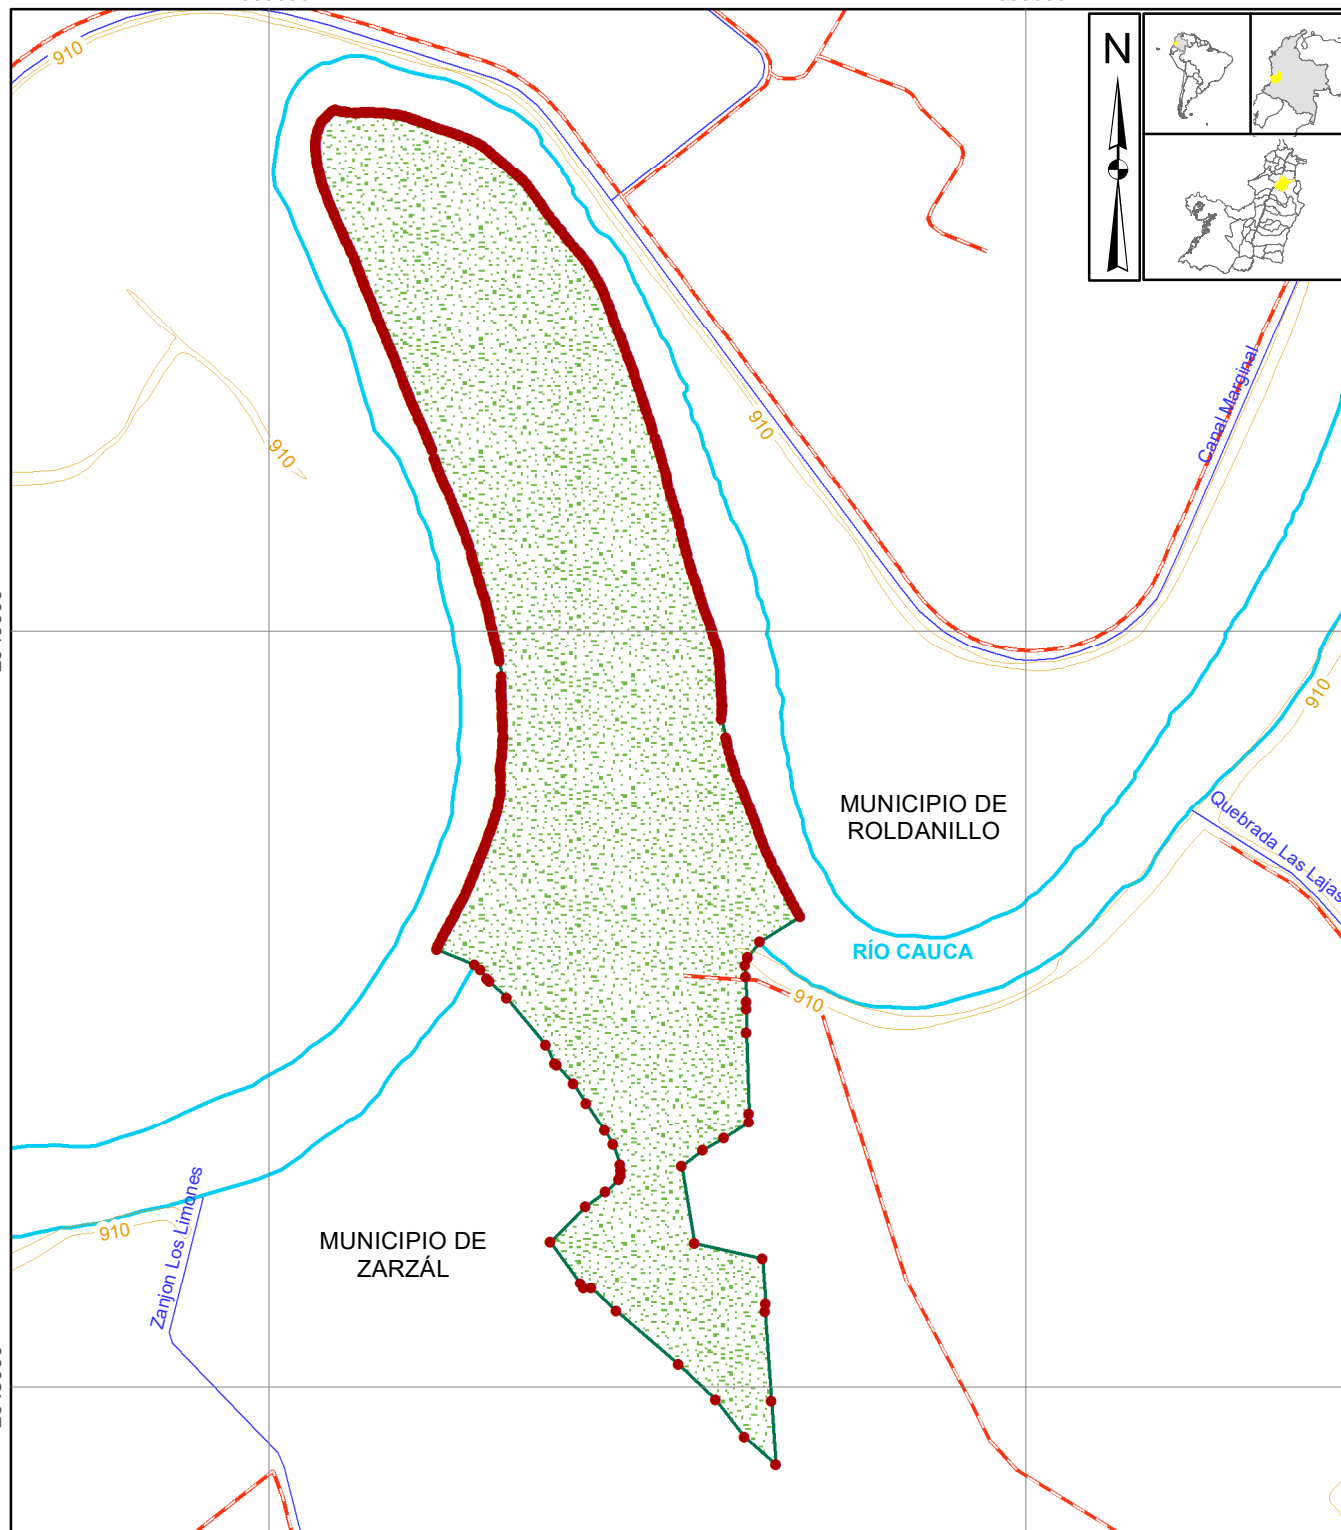 910
N
Canal Marginal
910
910
910
MUNICIPIO DE
ROLDANILLO
Quebrada Las Lajas
RÍO CAUCA
910
Zanjon Los Limones
910
MUNICIPIO DE
ZARZÁL